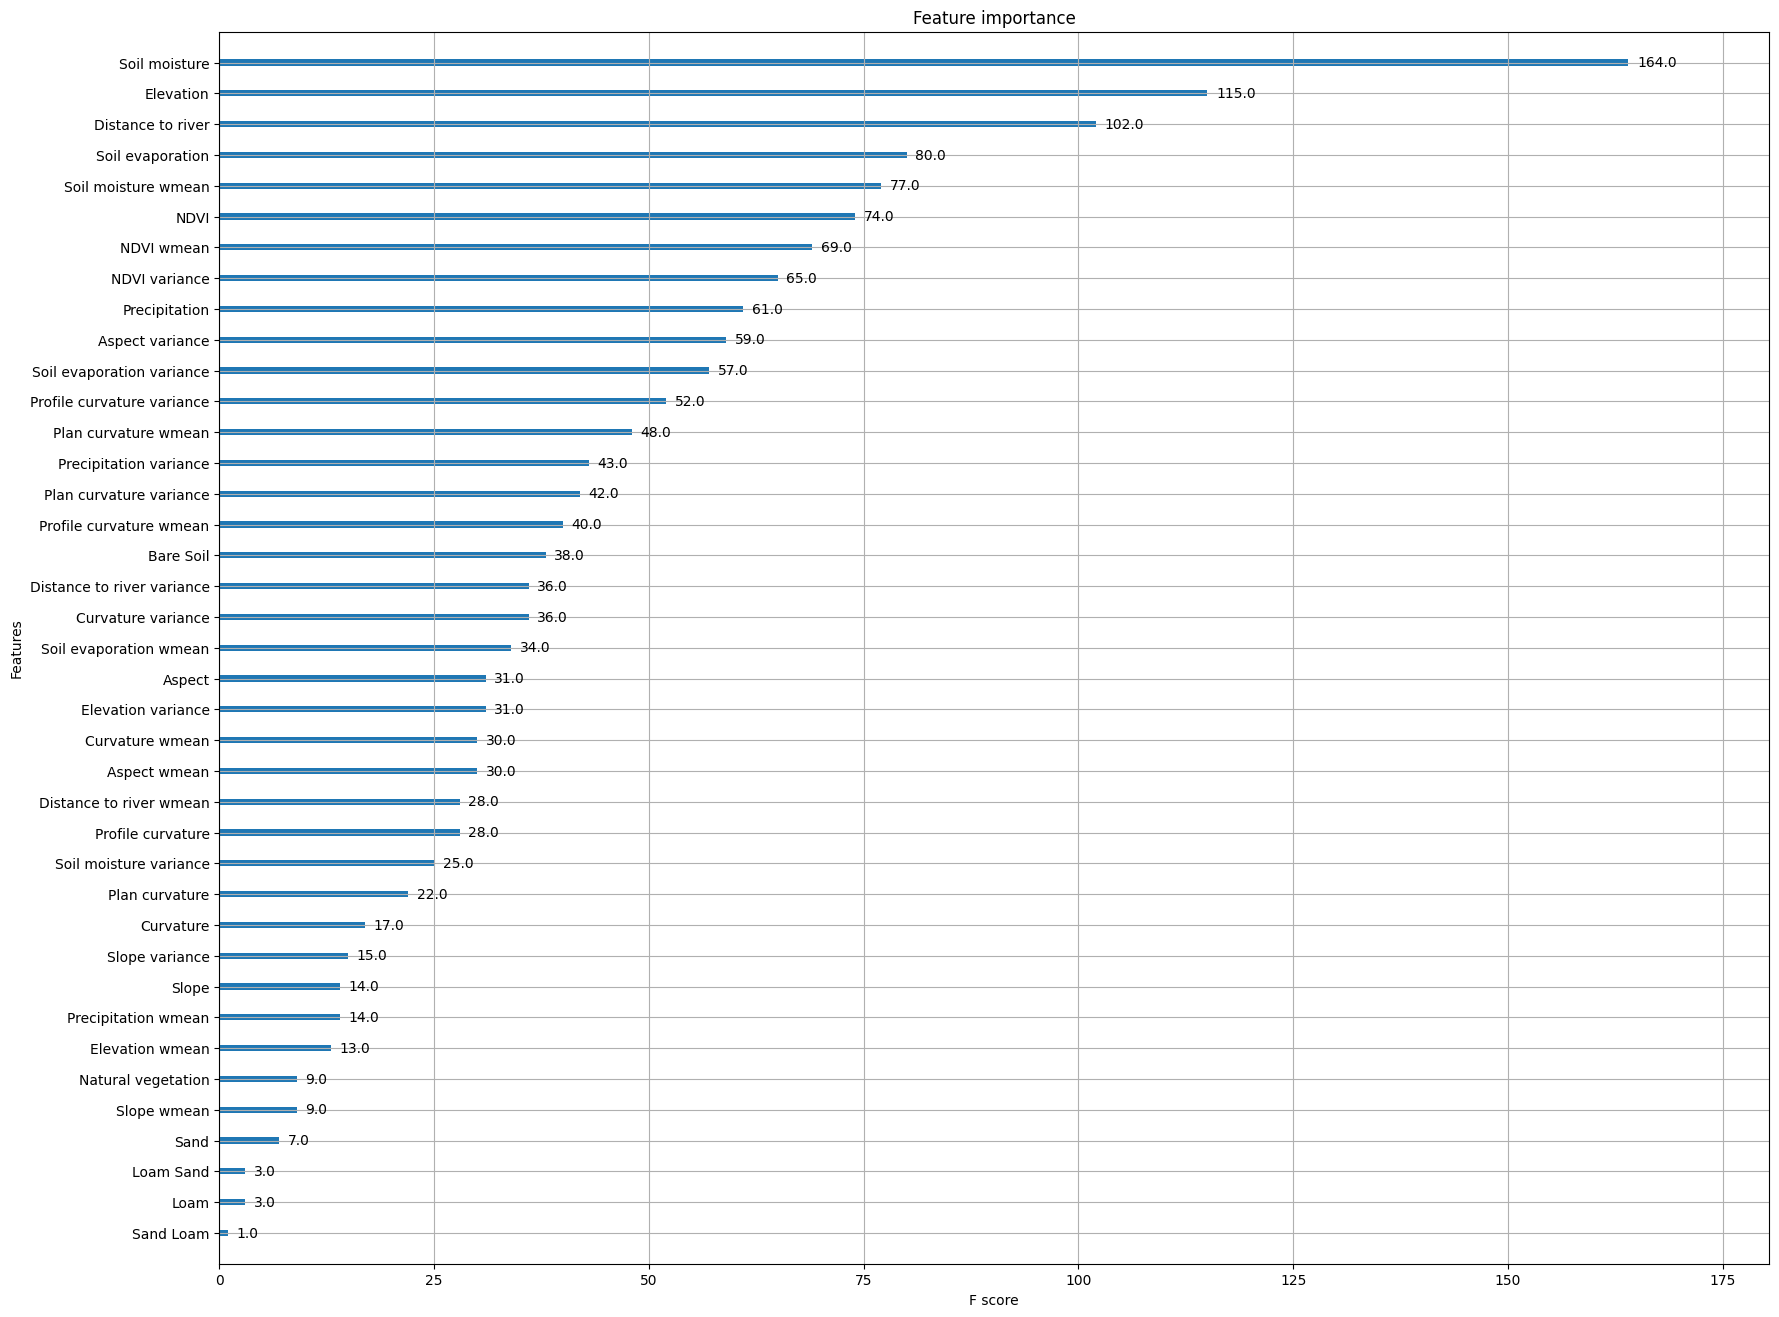 Feature importance
Soil moisture 164.0
Elevation 115.0
Distance to river 102.0
Soil evaporation 80.0
Soil moisture wmean 77.0
NDVI 74.0
NDVI wmean 69.0
NDVI variance 65.0
Precipitation 61.0
Aspect variance 59.0
Soil evaporation variance 57.0
Profile curvature variance 52.0
Plan curvature wmean 48.0
Precipitation variance 43.0
Plan curvature variance 42.0
Profile curvature wmean 40.0
Bare Soil 38.0
Distance to river variance 36.0
Curvature variance 36.0
Soil evaporation wmean 34.0
Aspect 31.0
Elevation variance 31.0
Curvature wmean 30.0
Aspect wmean 30.0
Distance to river wmean 28.0
Profile curvature 28.0
Soil moisture variance 25.0
Plan curvature 22.0
Curvature 17.0
Slope variance 15.0
Slope 14.0
Precipitation wmean 14.0
Elevation wmean 13.0
Natural vegetation 9.0
Slope wmean 9.0
Sand 7.0
Loam Sand 3.0
Loam 3.0
Sand Loam 1.0
Features
0 25 50 75 100 125 150 175
F score